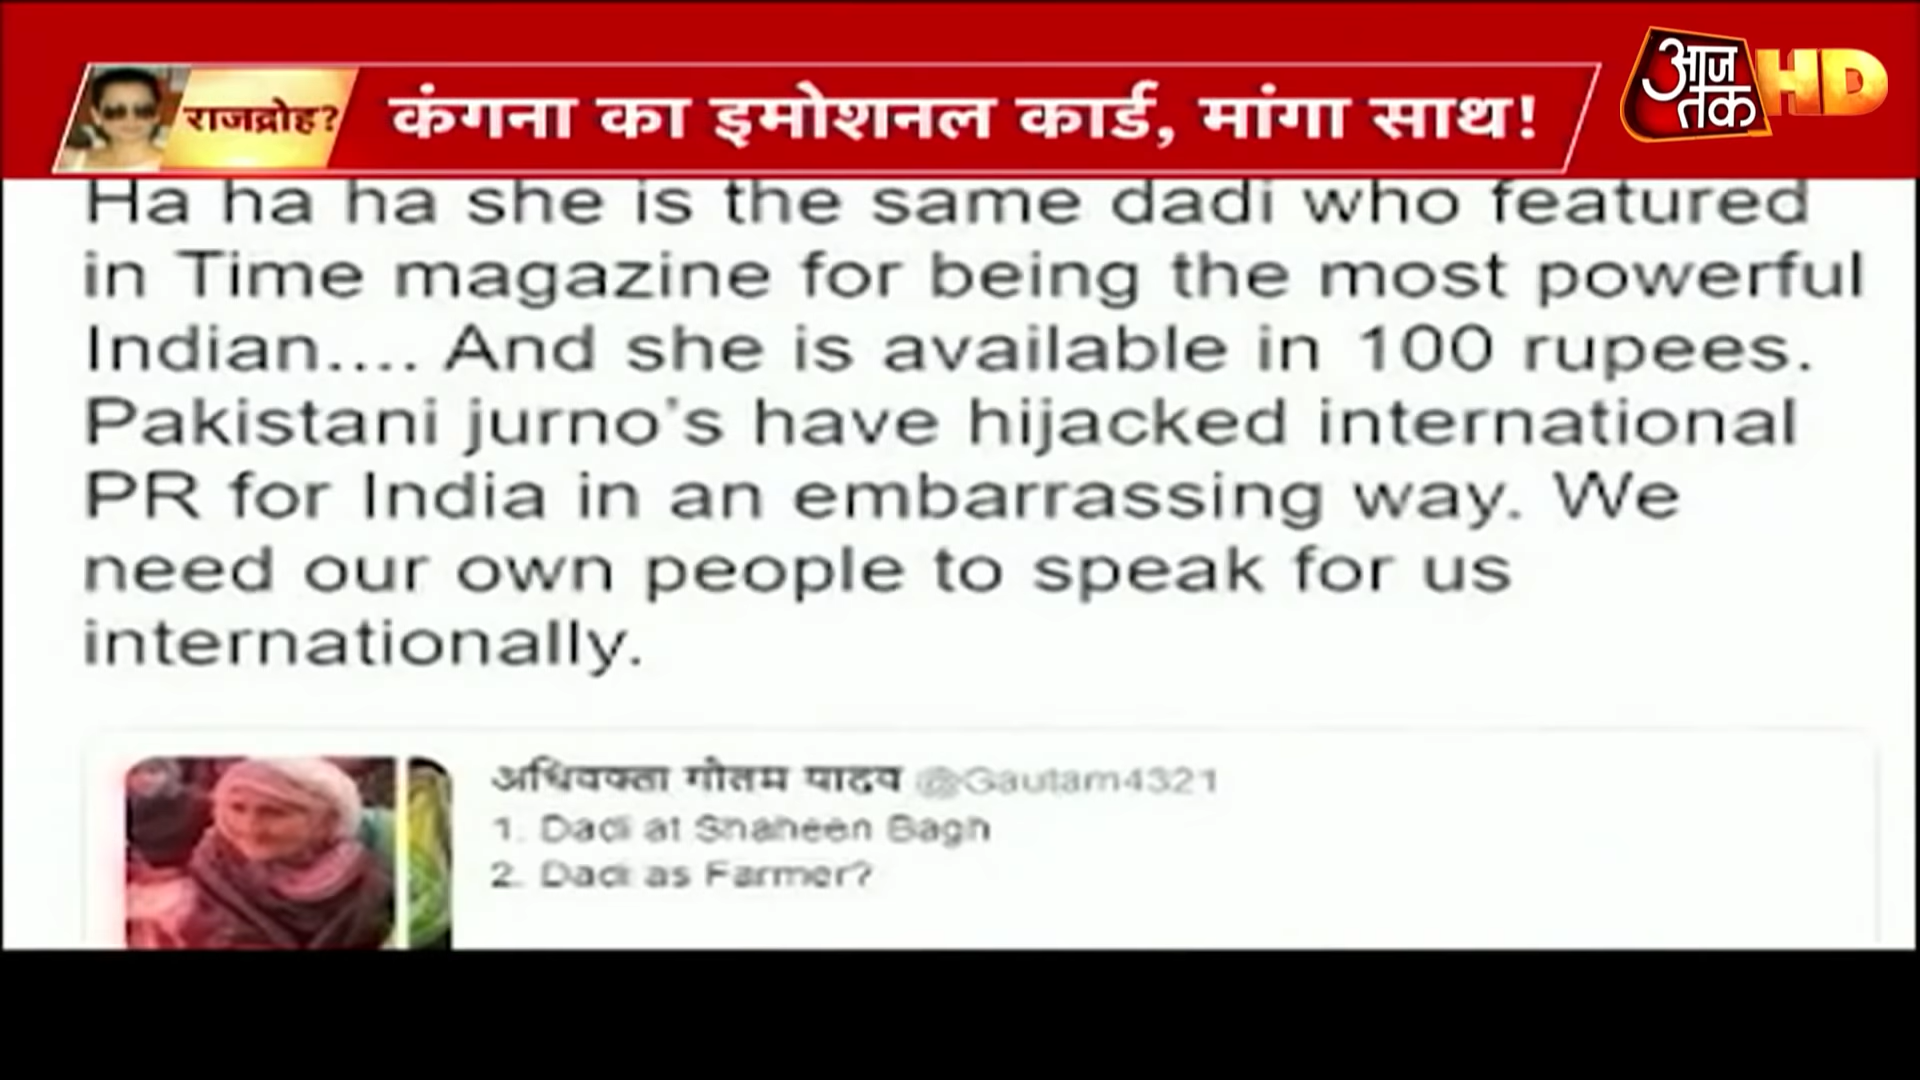 राजद्रोह? कंगना का इमोशनल कार्ड, मांगा साथ!
आज तक HD
Ha ha ha she is the same dadi who featured
in Time magazine for being the most powerful
Indian.... And she is available in 100 rupees.
Pakistani jurno's have hijacked international
PR for India in an embarrassing way. We
need our own people to speak for us
internationally.
अधिवक्ता गौतम यादव @Gautam4321
1. Dadi at Shaheen Bagh
2. Dadi as Farmer?